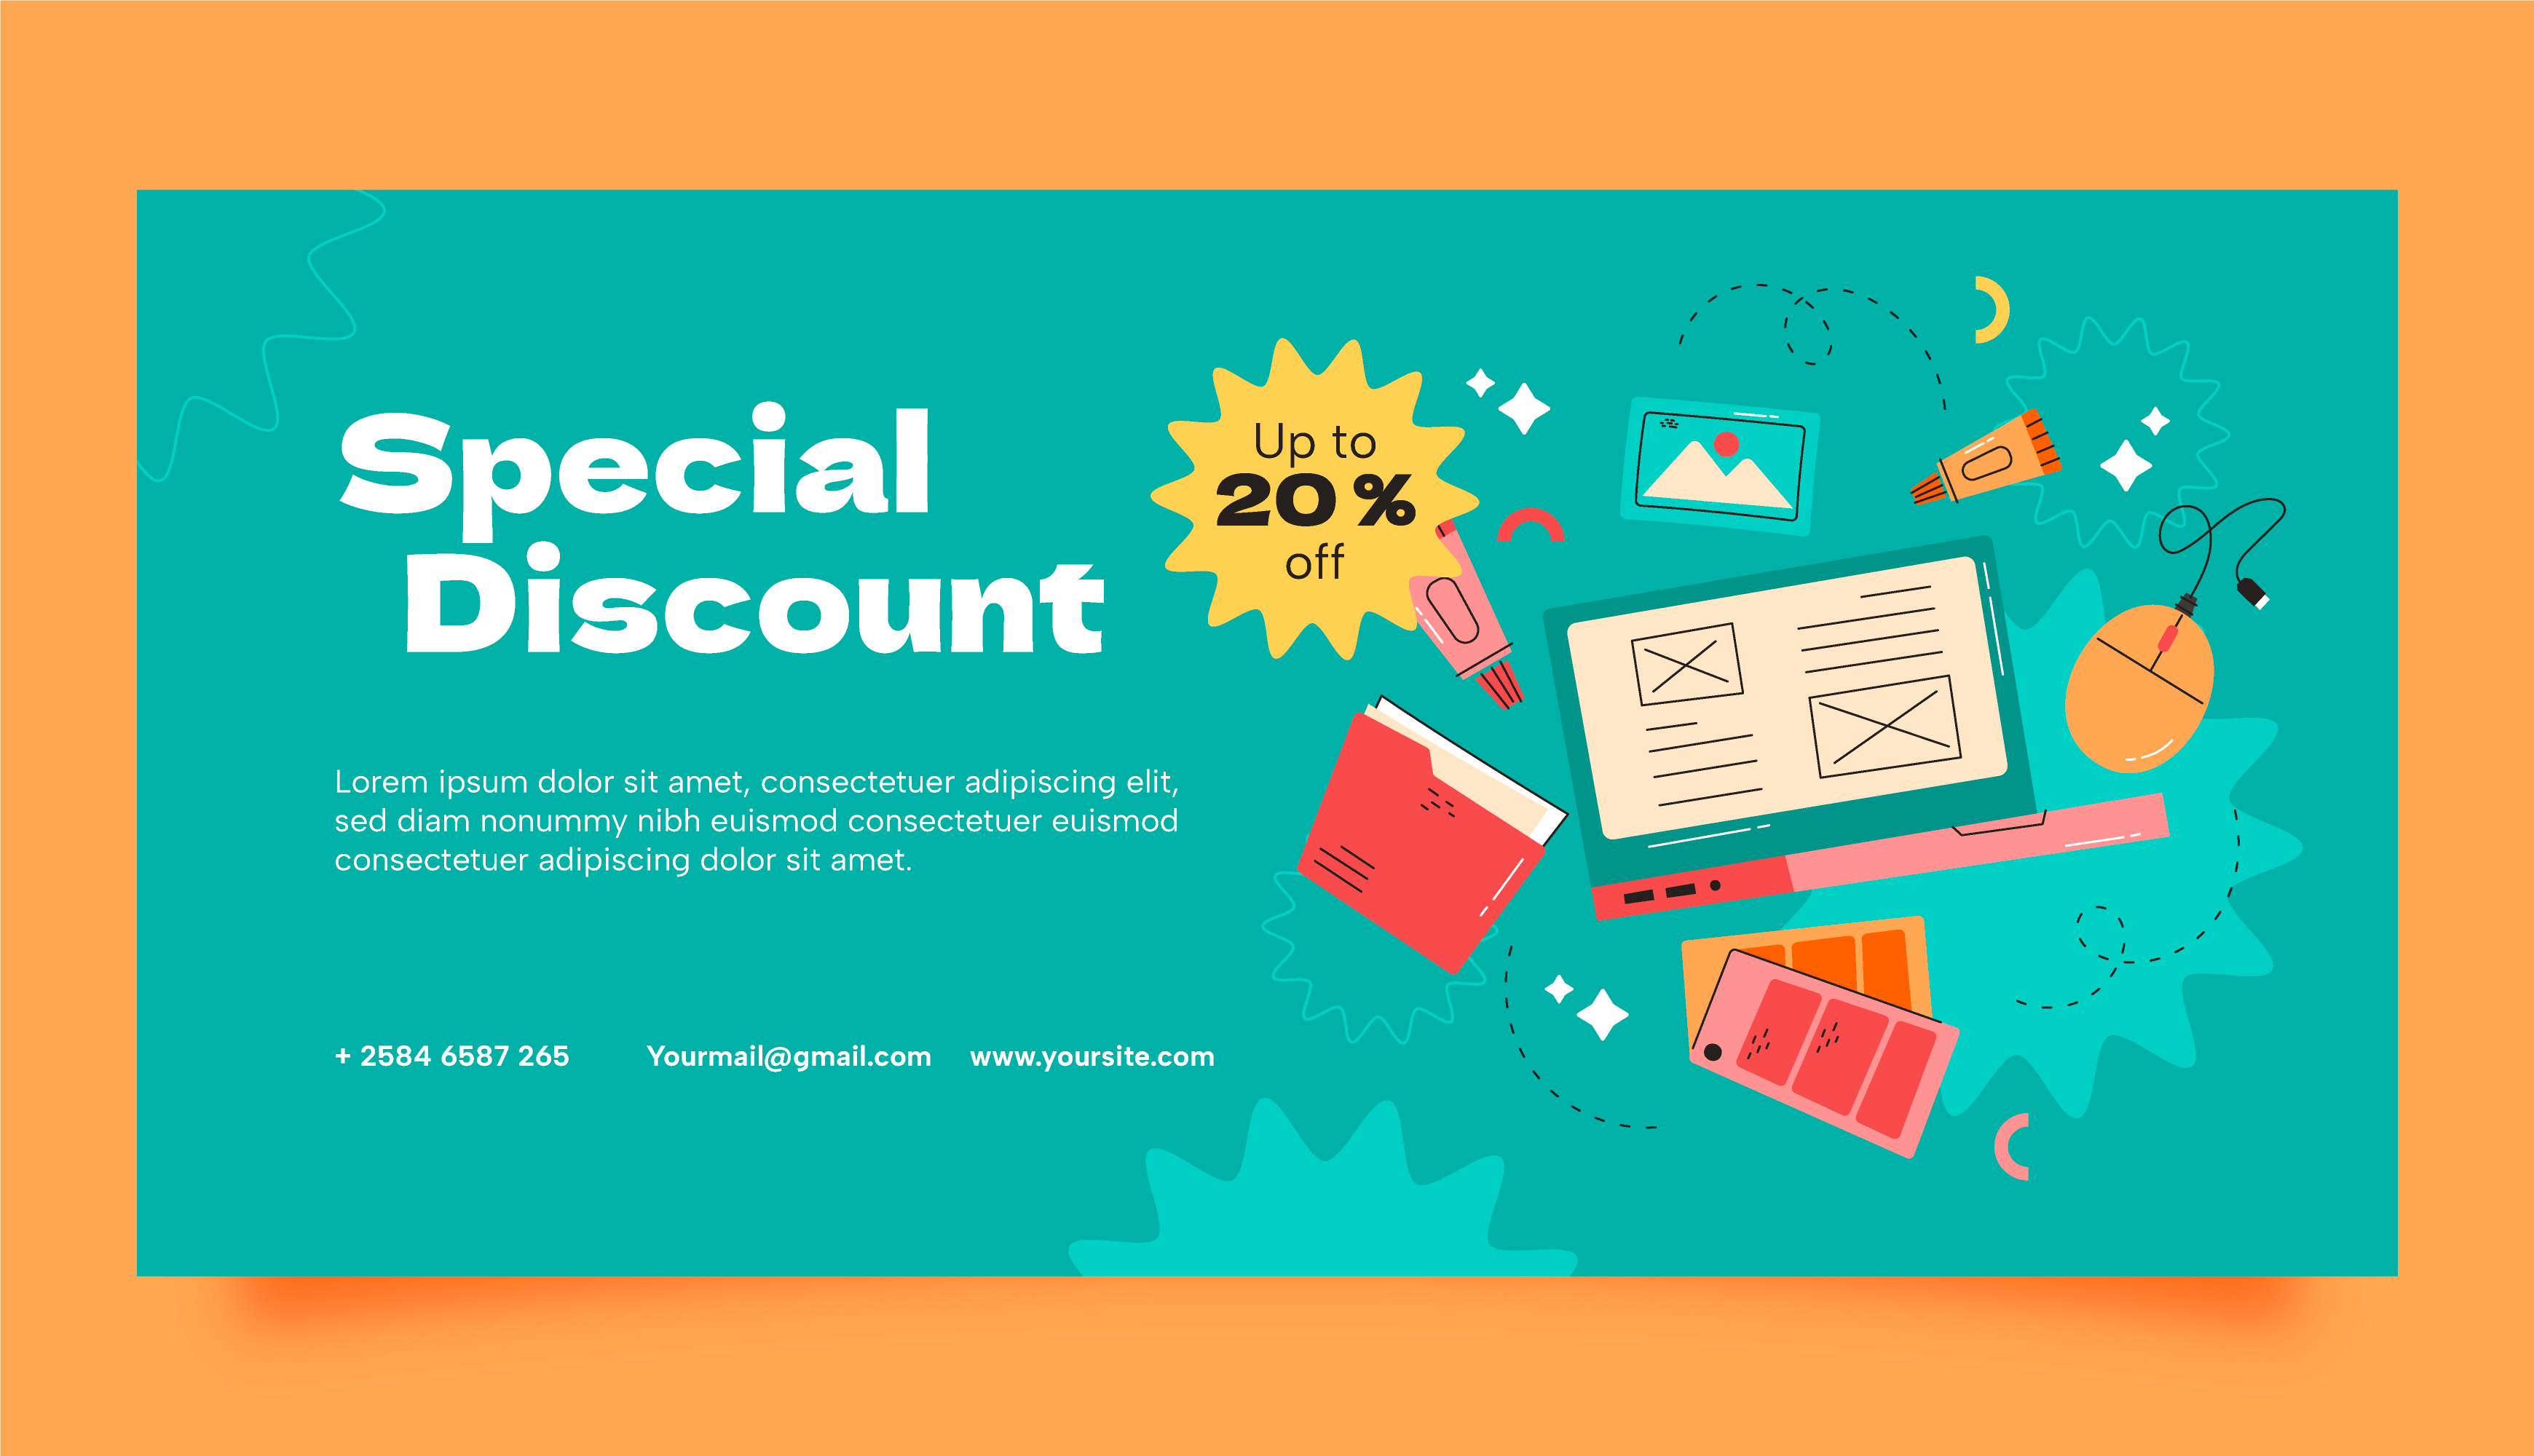 Special
Discount
Up to
20 %
off
Lorem ipsum dolor sit amet, consectetuer adipiscing elit,
sed diam nonummy nibh euismod consectetuer euismod
consectetuer adipiscing dolor sit amet.
+ 2584 6587 265 Yourmail@gmail.com www.yoursite.com